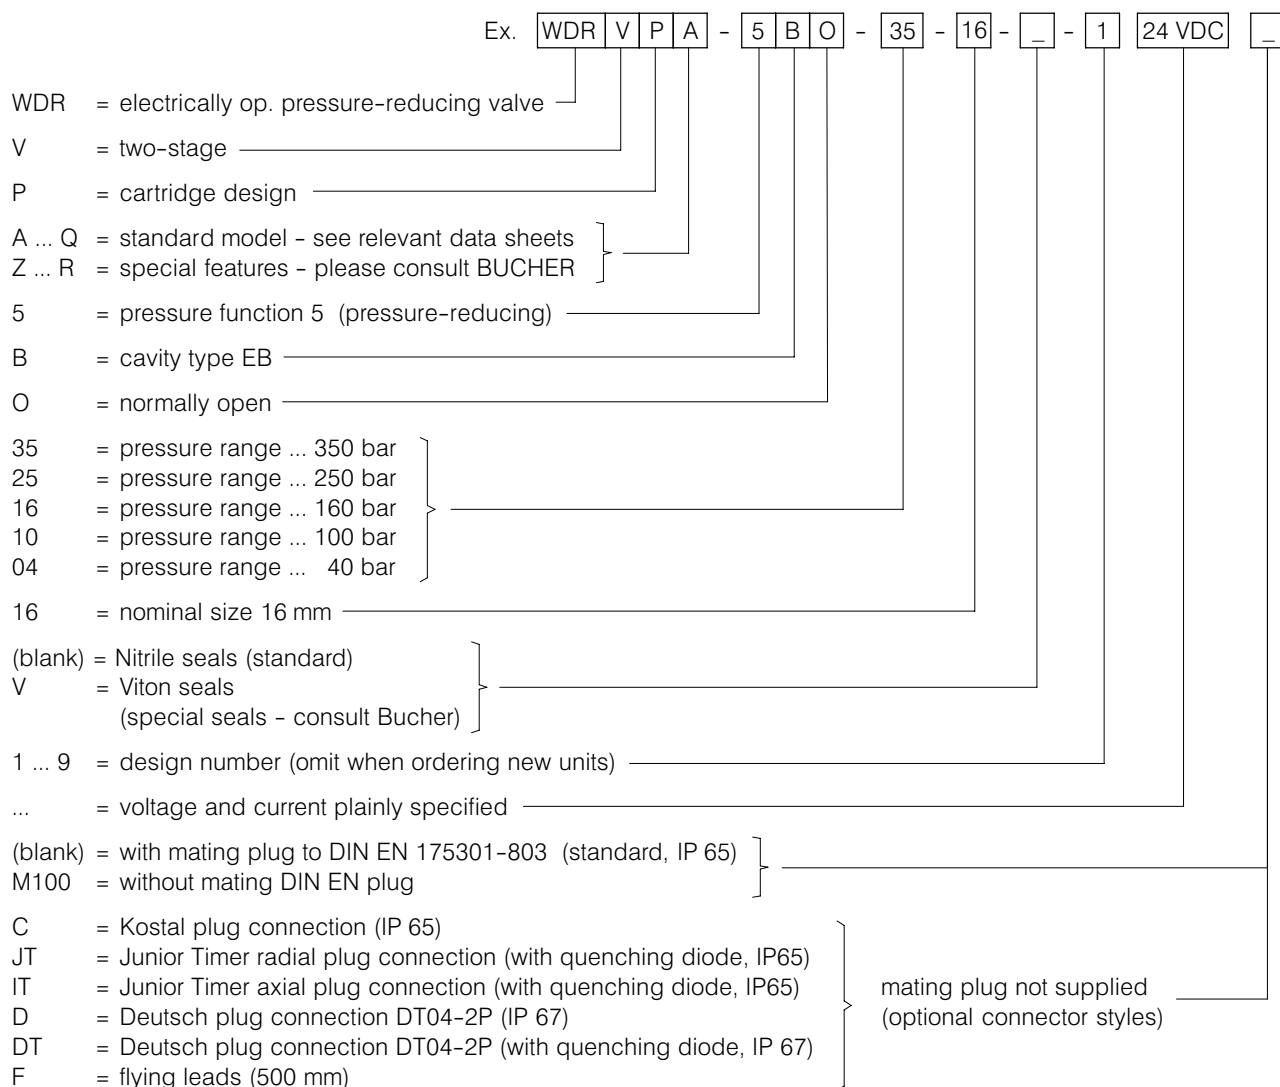 Ex. WDR V P A - 5 B O - 35 - 16 - _ - 1 24 VDC _
WDR = electrically op. pressure-reducing valve
V = two-stage
P = cartridge design
A ... Q = standard model - see relevant data sheets
Z ... R = special features - please consult BUCHER
5 = pressure function 5 (pressure-reducing)
B = cavity type EB
O = normally open
35 = pressure range ... 350 bar
25 = pressure range ... 250 bar
16 = pressure range ... 160 bar
10 = pressure range ... 100 bar
04 = pressure range ... 40 bar
16 = nominal size 16 mm
(blank) = Nitrile seals (standard)
V = Viton seals
(special seals - consult Bucher)
1 ... 9 = design number (omit when ordering new units)
... = voltage and current plainly specified
(blank) = with mating plug to DIN EN 175301-803 (standard, IP 65)
M100 = without mating DIN EN plug
C = Kostal plug connection (IP 65)
JT = Junior Timer radial plug connection (with quenching diode, IP65)
IT = Junior Timer axial plug connection (with quenching diode, IP65)
D = Deutsch plug connection DT04-2P (IP 67)
DT = Deutsch plug connection DT04-2P (with quenching diode, IP 67)
F = flying leads (500 mm)
mating plug not supplied
(optional connector styles)